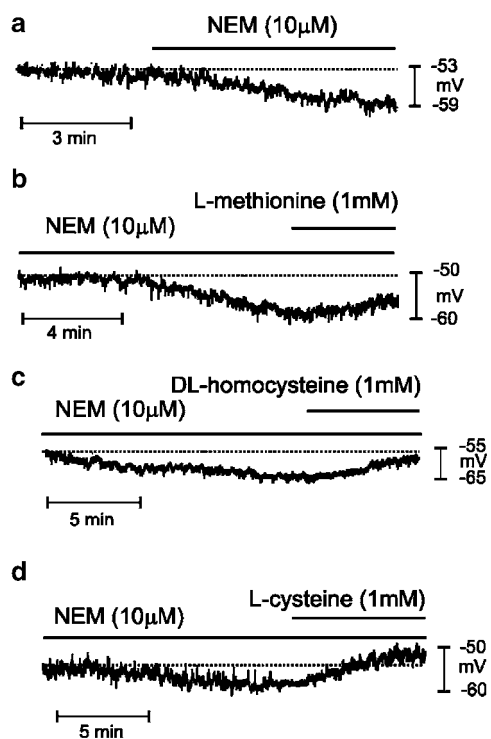 a
NEM (10μM)
-53
mV
-59
3 min
b
L-methionine (1mM)
NEM (10μM)
-50
mV
-60
4 min
c
DL-homocysteine (1mM)
NEM (10μM)
-55
mV
-65
5 min
d
L-cysteine (1mM)
NEM (10μM)
-50
mV
-60
5 min